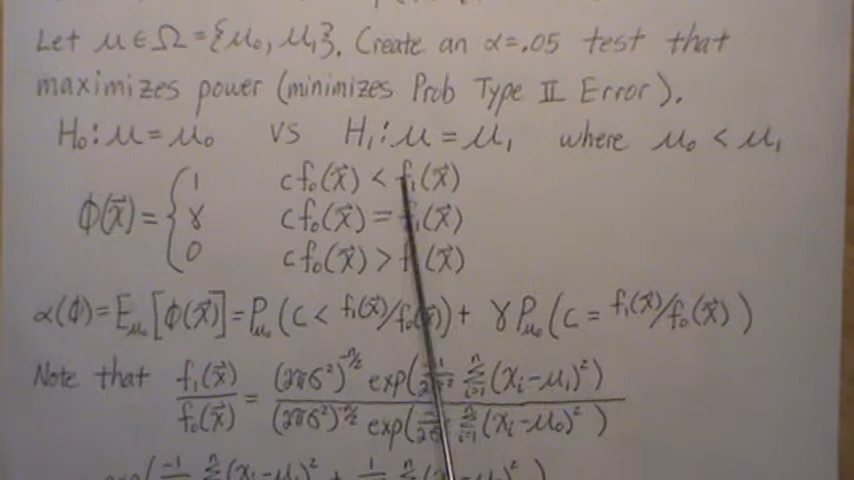 Let μ ∈ Ω = {μ₀, μ₁}. Create an α=.05 test that
maximizes power (minimizes Prob Type II Error).
H₀: μ = μ₀ vs H₁: μ = μ₁ where μ₀ < μ₁
1 cf₀(x⃗) < f₁(x⃗)
ϕ(x⃗) = { γ cf₀(x⃗) = f₁(x⃗)
0 cf₀(x⃗) > f₁(x⃗)
α(ϕ) = E_μ₀[ϕ(x⃗)] = P_μ₀(c < f₁(x⃗)/f₀(x⃗)) + γ P_μ₀(c = f₁(x⃗)/f₀(x⃗))
Note that f₁(x⃗)/f₀(x⃗) = (2πσ²)^(-n/2) exp(-1/2σ² Σᵢ₌₁ⁿ (xᵢ-μ₁)²) / (2πσ²)^(-n/2) exp(-1/2σ² Σᵢ₌₁ⁿ (xᵢ-μ₀)²)